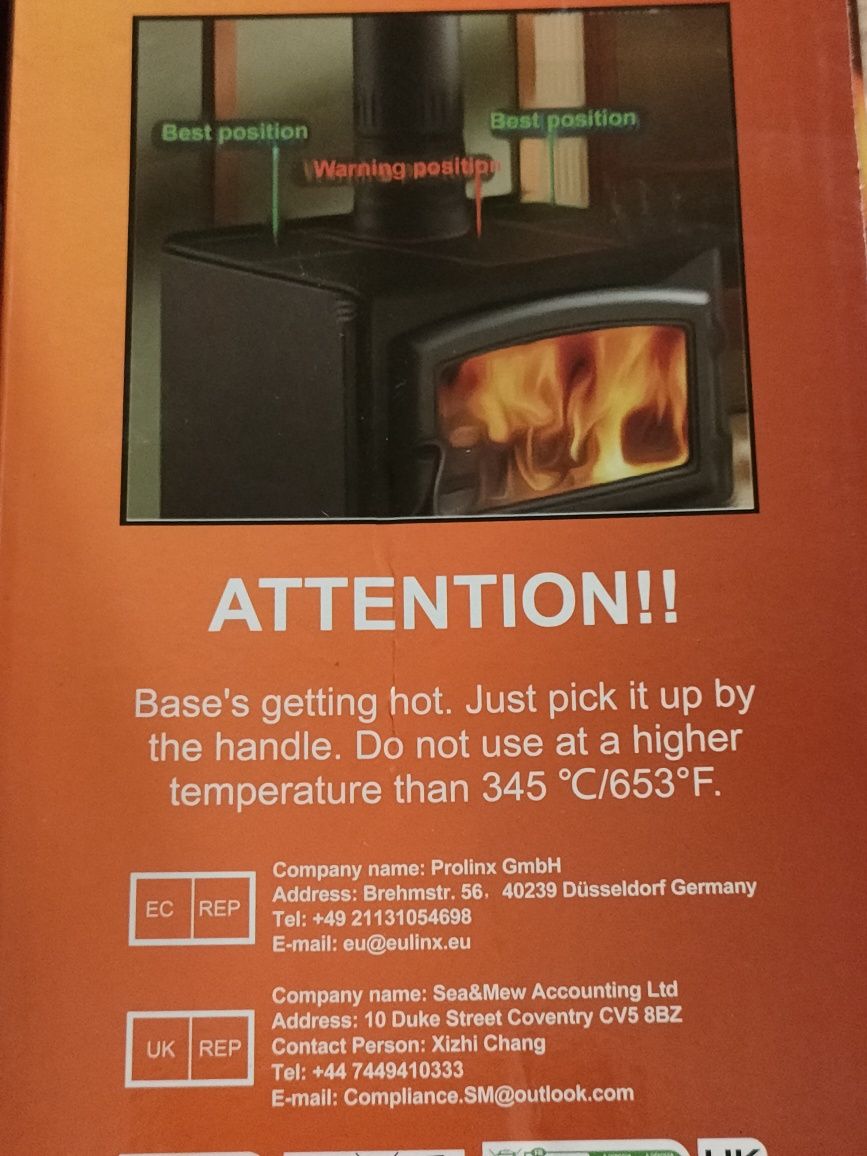 Best position
Best position
Warning position
ATTENTION!!
Base's getting hot. Just pick it up by
the handle. Do not use at a higher
temperature than 345 ℃/653°F.
EC REP
Company name: Prolinx GmbH
Address: Brehmstr. 56, 40239 Düsseldorf Germany
Tel: +49 21131054698
E-mail: eu@eulinx.eu
UK REP
Company name: Sea&Mew Accounting Ltd
Address: 10 Duke Street Coventry CV5 8BZ
Contact Person: Xizhi Chang
Tel: +44 7449410333
E-mail: Compliance.SM@outlook.com
UK